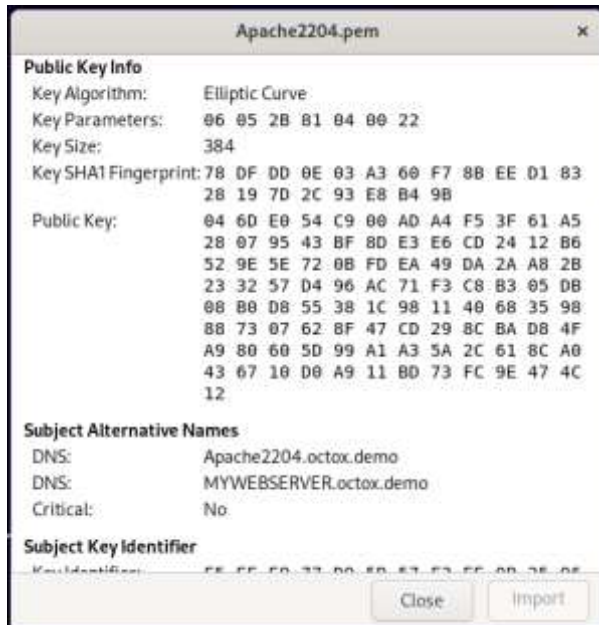 Apache2204.pem ×
Public Key Info
Key Algorithm: Elliptic Curve
Key Parameters: 06 05 2B 81 04 00 22
Key Size: 384
Key SHA1 Fingerprint: 78 DF DD 0E 03 A3 60 F7 8B EE D1 83
28 19 7D 2C 93 E8 B4 9B
Public Key: 04 6D E0 54 C9 00 AD A4 F5 3F 61 A5
28 07 95 43 BF 8D E3 E6 CD 24 12 B6
52 9E 5E 72 0B FD EA 49 DA 2A A8 2B
23 32 57 D4 96 AC 71 F3 C8 B3 05 DB
08 B0 D8 55 38 1C 98 11 40 68 35 98
88 73 07 62 8F 47 CD 29 8C BA D8 4F
A9 80 60 5D 99 A1 A3 5A 2C 61 8C A0
43 67 10 D0 A9 11 BD 73 FC 9E 47 4C
12
Subject Alternative Names
DNS: Apache2204.octox.demo
DNS: MYWEBSERVER.octox.demo
Critical: No
Subject Key Identifier
Key Identifier:
Close Import